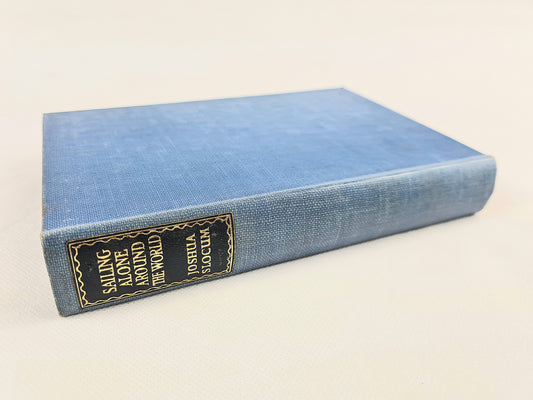 SAILING
ALONE
AROUND
THE WORLD
JOSHUA
SLOCUM